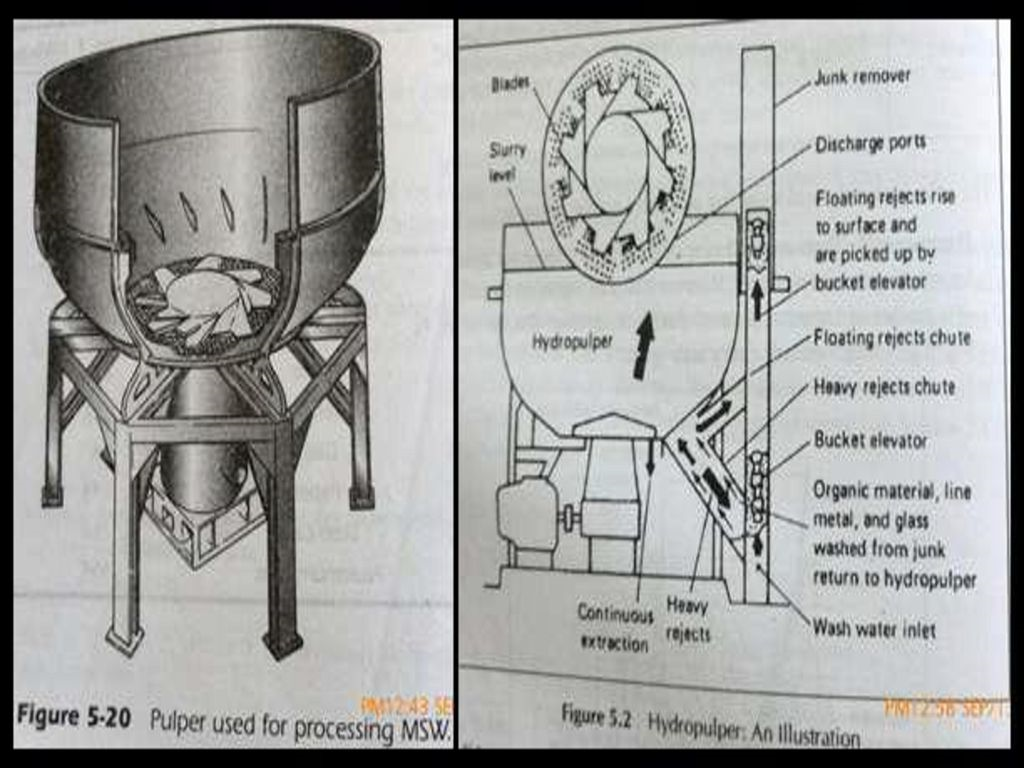 PM12:43 SE
Figure 5-20 Pulper used for processing MSW.
Blades
Slurry
level
Hydropulper
Junk remover
Discharge ports
Floating rejects rise
to surface and
are picked up by
bucket elevator
Floating rejects chute
Heavy rejects chute
Bucket elevator
Organic material, line
metal, and glass
washed from junk
return to hydropulper
Wash water inlet
Continuous
extraction
Heavy
rejects
Figure 5.2 Hydropulper: An Illustration